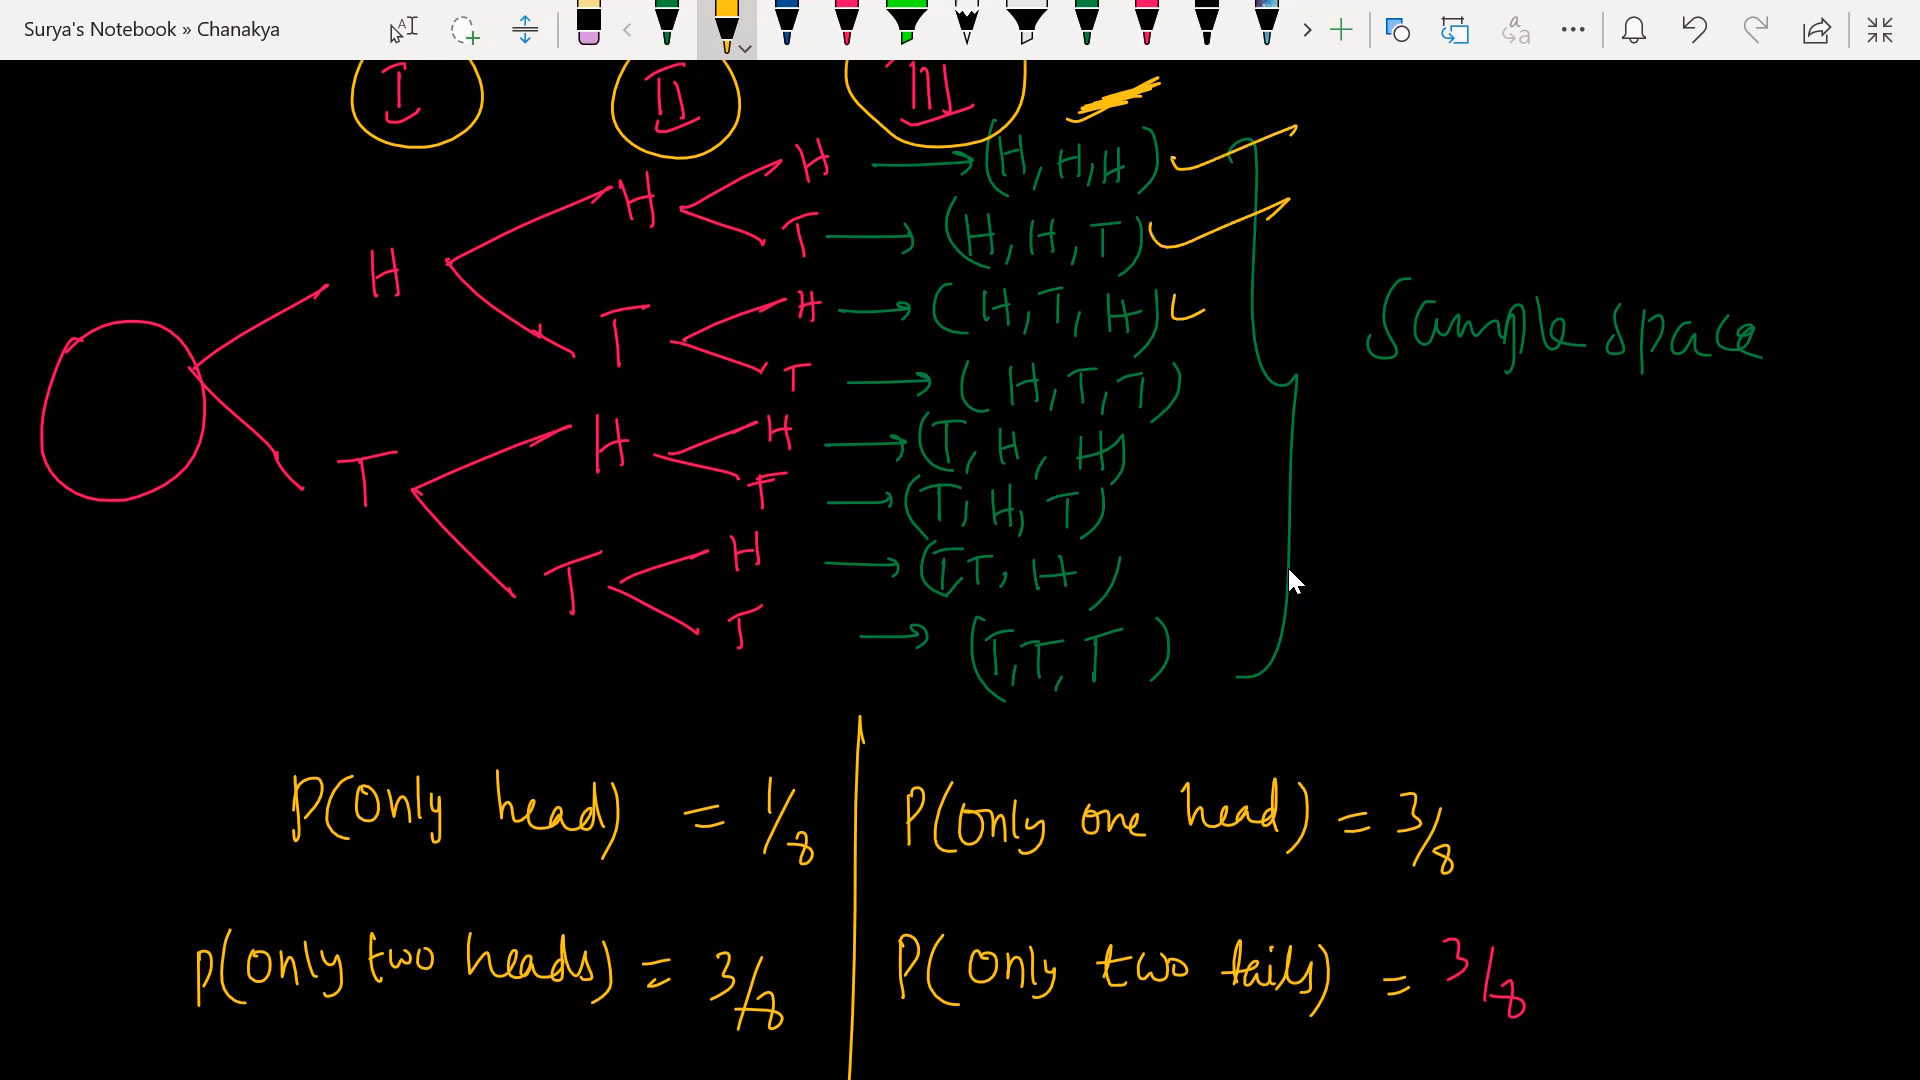 Surya's Notebook » Chanakya
I II III
H H H → (H, H, H)
T → (H, H, T)
T H → (H, T, H)
T → (H, T, T)
Sample space
T H H → (T, H, H)
T → (T, H, T)
T H → (T, T, H)
T → (T, T, T)
P(only head) = 1/8
P(only one head) = 3/8
P(only two heads) = 3/8
P(only two tails) = 3/8